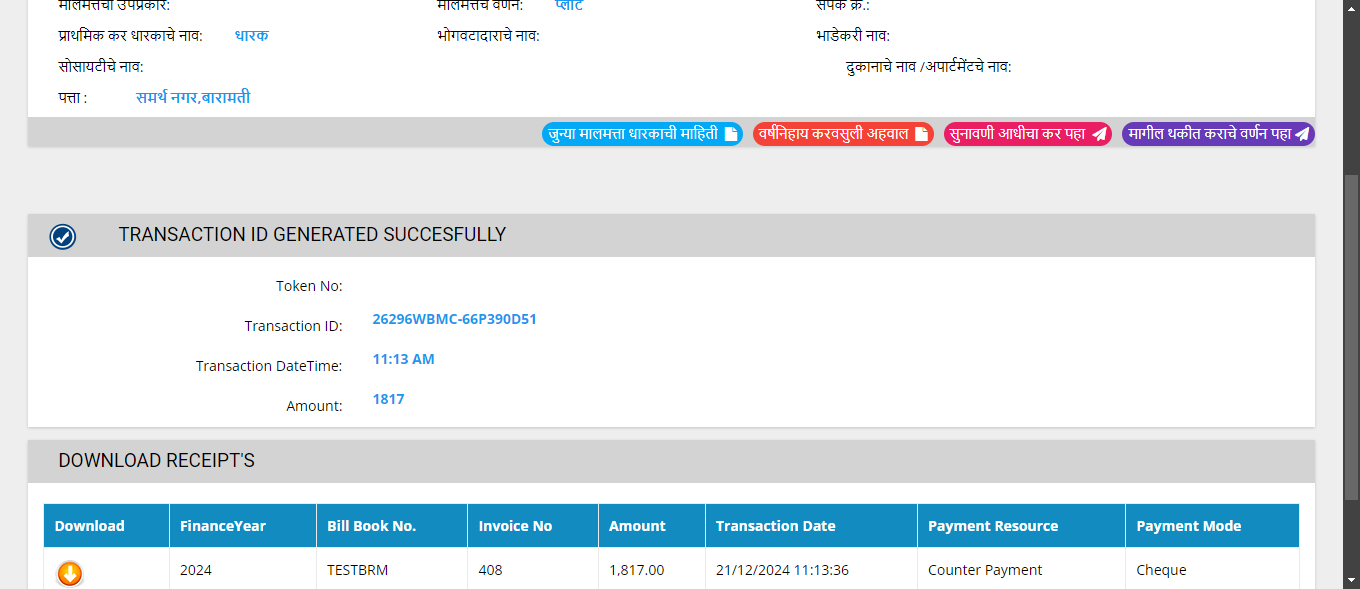 मालमत्तेचा उपप्रकार: मालमत्तेचे वर्णन: प्लॉट संपर्क क्र.:
प्राथमिक कर धारकाचे नाव: धारक भोगवटादाराचे नाव: भाडेकरी नाव:
सोसायटीचे नाव: दुकानाचे नाव /अपार्टमेंटचे नाव:
पत्ता : समर्थ नगर,बारामती
जुन्या मालमत्ता धारकाची माहिती वर्षनिहाय करवसुली अहवाल सुनावणी आधीचा कर पहा मागील थकीत कराचे वर्णन पहा
TRANSACTION ID GENERATED SUCCESFULLY
Token No:
Transaction ID: 26296WBMC-66P390D51
Transaction DateTime: 11:13 AM
Amount: 1817
DOWNLOAD RECEIPT'S
Download FinanceYear Bill Book No. Invoice No Amount Transaction Date Payment Resource Payment Mode
2024 TESTBRM 408 1,817.00 21/12/2024 11:13:36 Counter Payment Cheque